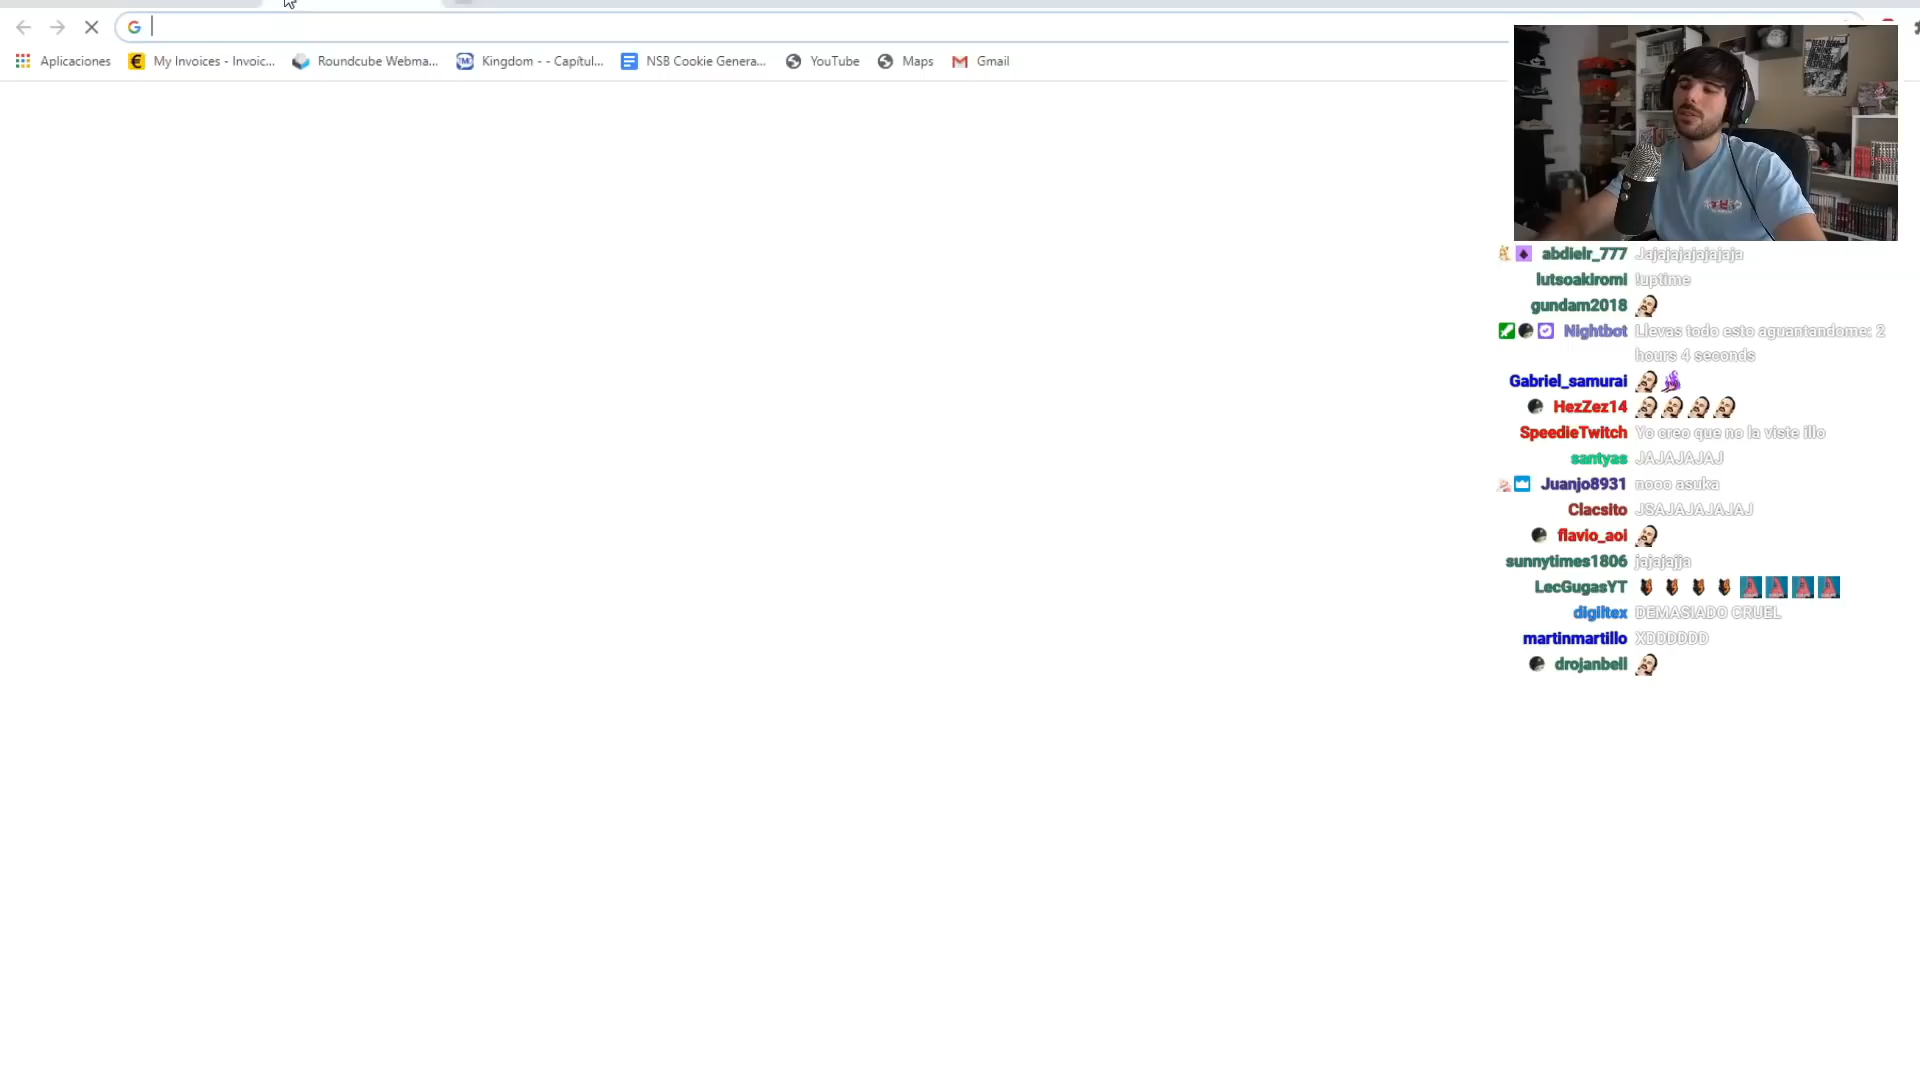 Aplicaciones
My Invoices - Invoic...
Roundcube Webma...
Kingdom - - Capítul...
NSB Cookie Genera...
YouTube
Maps
Gmail
abdielr_777 Jajajajajajajaja
lutsoakiromi !uptime
gundam2018
Nightbot Llevas todo esto aguantandome: 2
hours 4 seconds
Gabriel_samurai
HezZez14
SpeedieTwitch Yo creo que no la viste illo
santyas JAJAJAJAJ
Juanjo8931 nooo asuka
Clacsito JSAJAJAJAJAJ
flavio_aoi
sunnytimes1806 jajajajja
LecGugasYT
digiltex DEMASIADO CRUEL
martinmartillo XDDDDDD
drojanbell